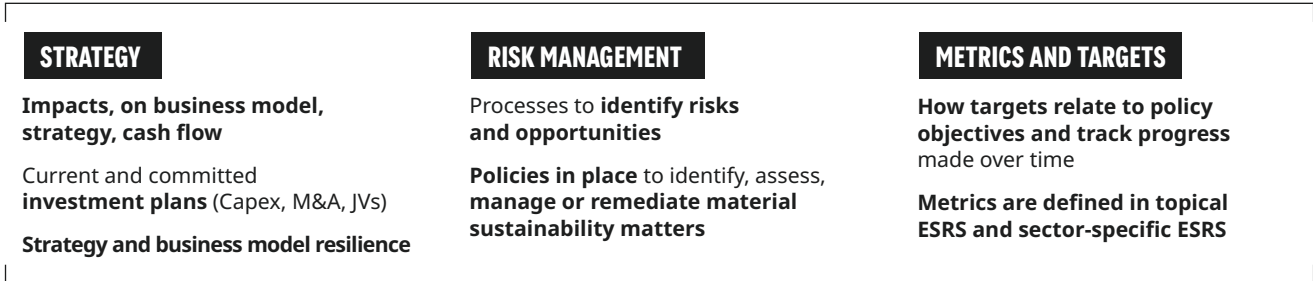 STRATEGY
Impacts, on business model,
strategy, cash flow
Current and committed
investment plans (Capex, M&A, JVs)
Strategy and business model resilience
RISK MANAGEMENT
Processes to identify risks
and opportunities
Policies in place to identify, assess,
manage or remediate material
sustainability matters
METRICS AND TARGETS
How targets relate to policy
objectives and track progress
made over time
Metrics are defined in topical
ESRS and sector-specific ESRS